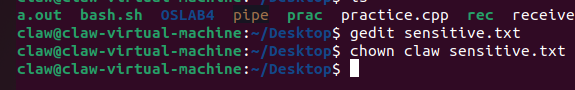 a.out  bash.sh  OSLAB4  pipe  prac  practice.cpp  rec  receive
claw@claw-virtual-machine:~/Desktop$ gedit sensitive.txt
claw@claw-virtual-machine:~/Desktop$ chown claw sensitive.txt
claw@claw-virtual-machine:~/Desktop$